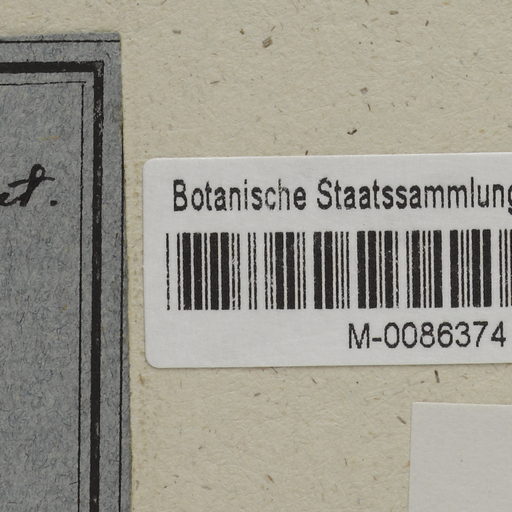 Botanische Staatssammlung
M-0086374